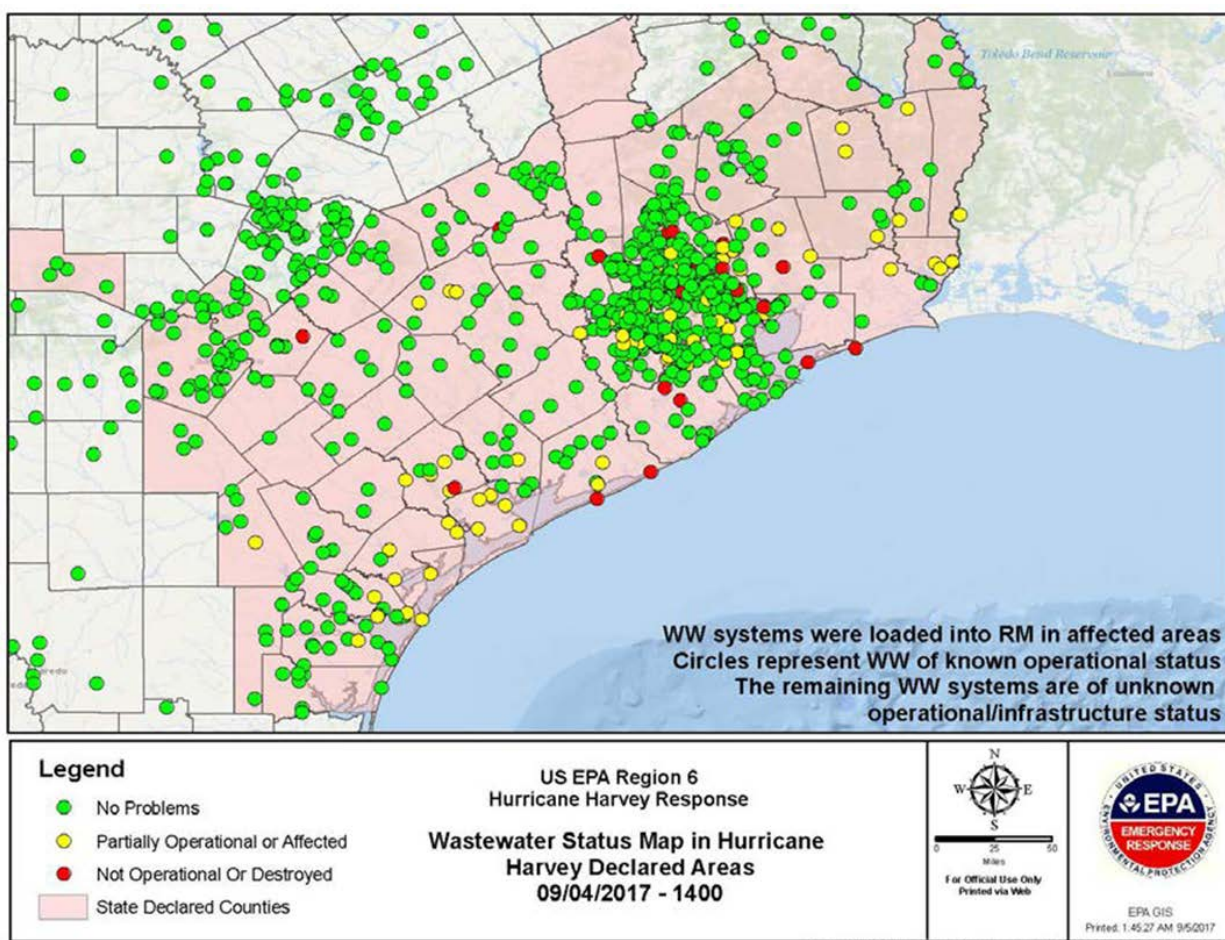 Toledo Bend Reservoir
Louisiana
WW systems were loaded into RM in affected areas
Circles represent WW of known operational status
The remaining WW systems are of unknown
operational/infrastructure status
Legend
No Problems
Partially Operational or Affected
Not Operational Or Destroyed
State Declared Counties
US EPA Region 6
Hurricane Harvey Response
Wastewater Status Map in Hurricane
Harvey Declared Areas
09/04/2017 - 1400
N
W E
S
0 25 50
Miles
For Official Use Only
Printed via Web
UNITED STATES
EPA
EMERGENCY
RESPONSE
ENVIRONMENTAL PROTECTION AGENCY
EPA GIS
Printed: 1:45:27 AM 9/5/2017